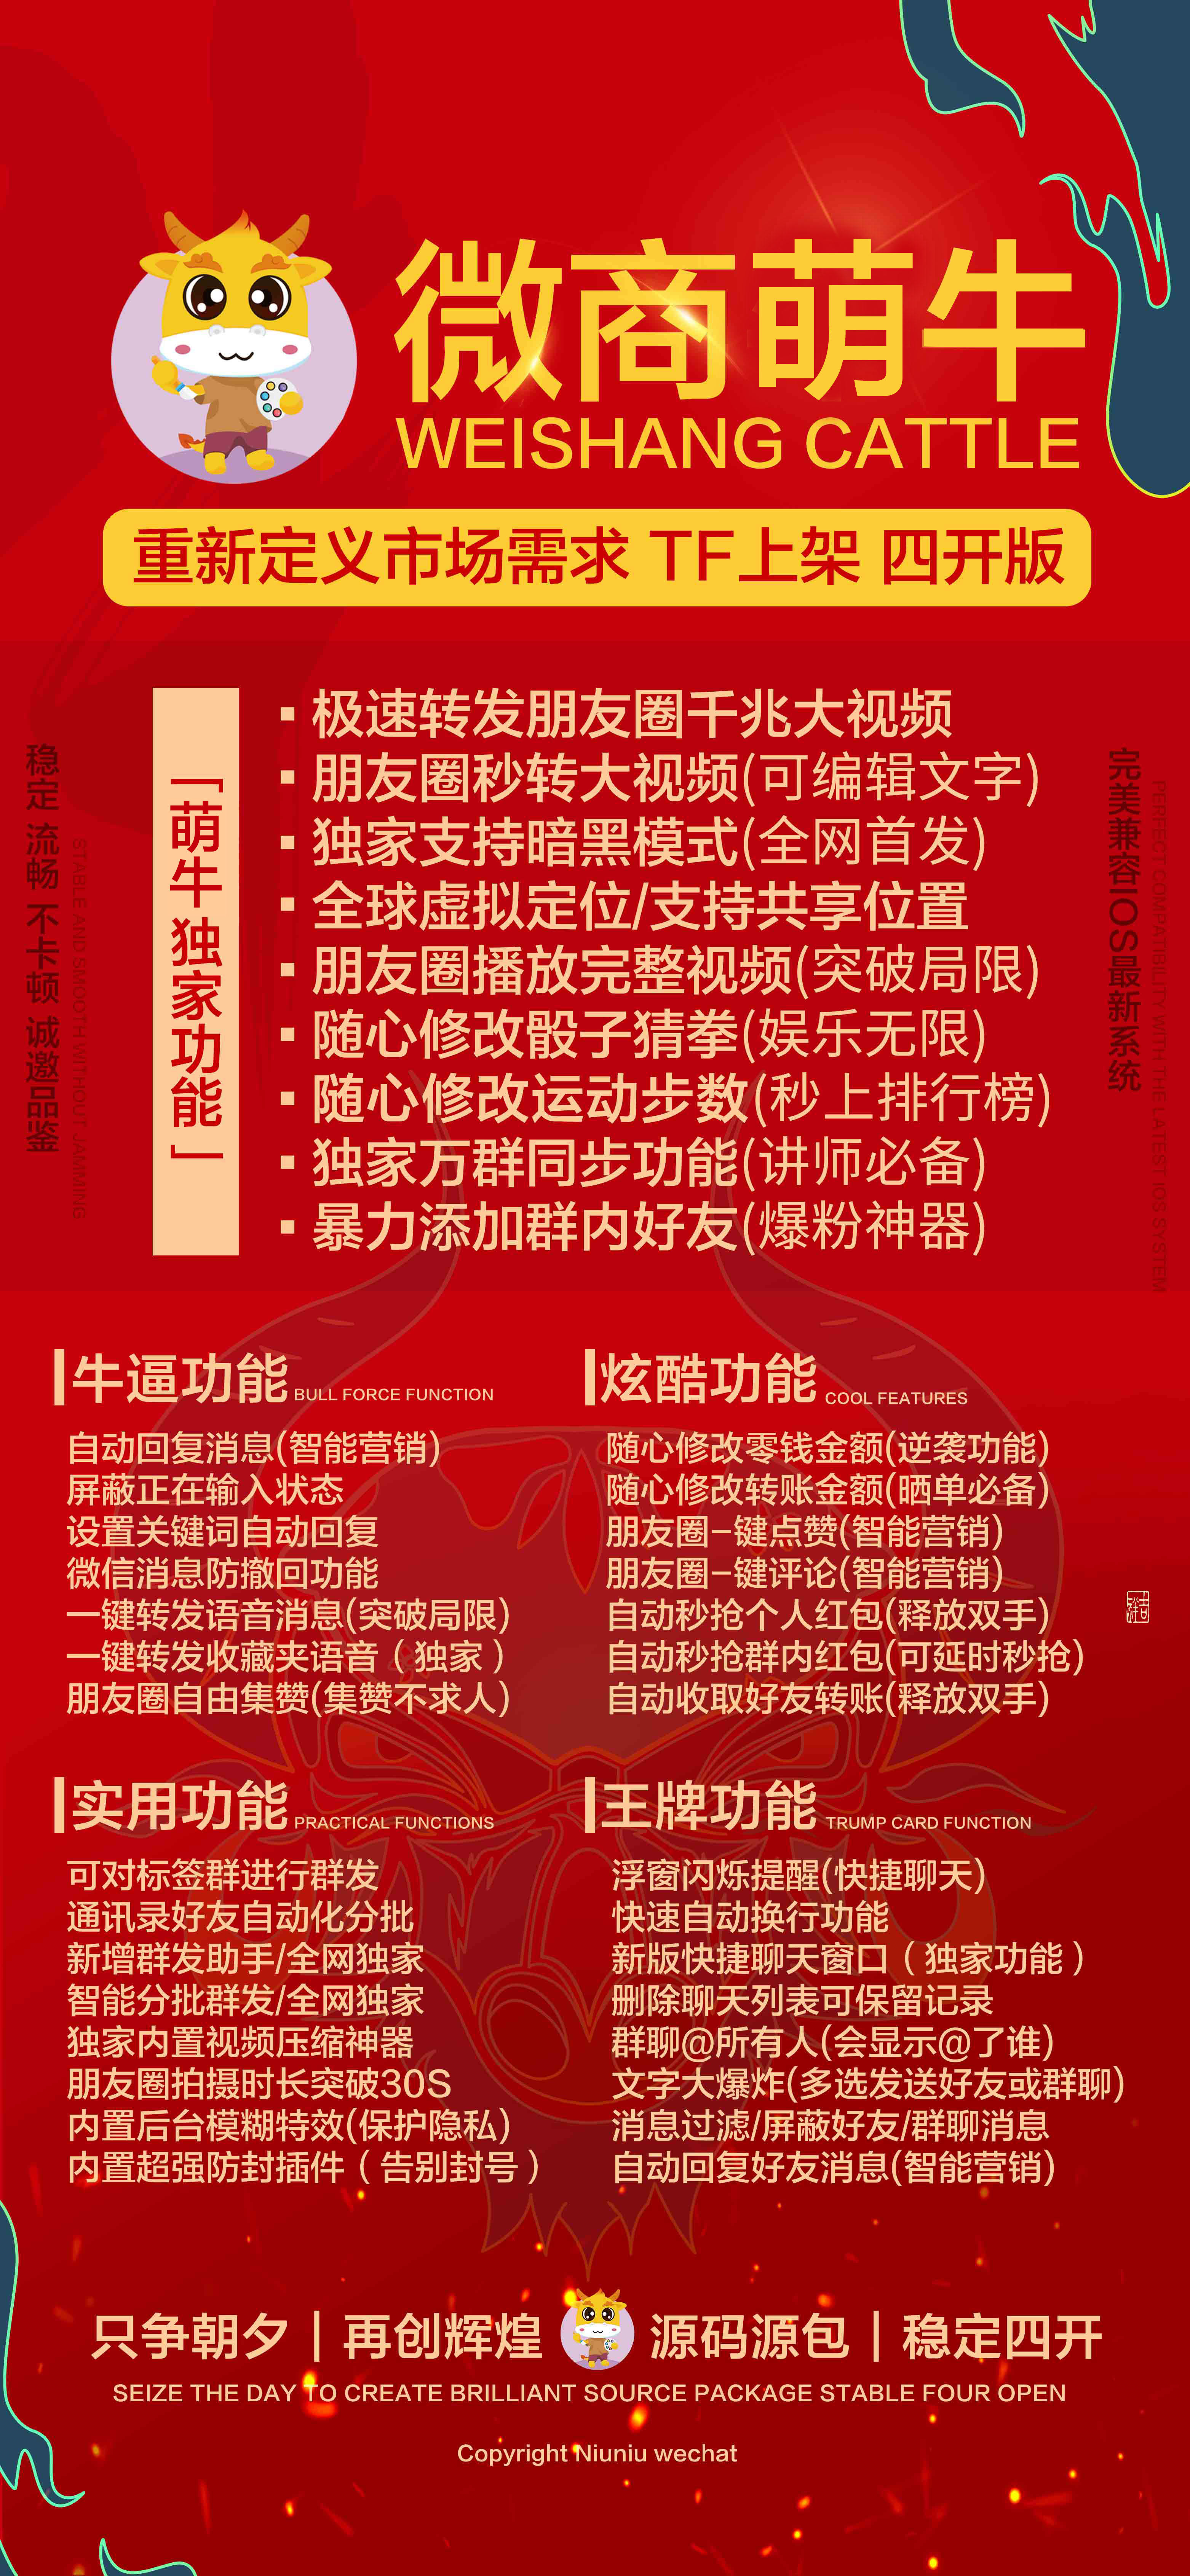 微商萌牛
WEISHANG CATTLE
重新定义市场需求 TF上架 四开版
稳定 流畅 不卡顿 诚邀品鉴
STABLE AND SMOOTH WITHOUT JAMMING
「萌牛 独家功能」
▪ 极速转发朋友圈千兆大视频
▪ 朋友圈秒转大视频(可编辑文字)
▪ 独家支持暗黑模式(全网首发)
▪ 全球虚拟定位/支持共享位置
▪ 朋友圈播放完整视频(突破局限)
▪ 随心修改骰子猜拳(娱乐无限)
▪ 随心修改运动步数(秒上排行榜)
▪ 独家万群同步功能(讲师必备)
▪ 暴力添加群内好友(爆粉神器)
完美兼容IOS最新系统
PERFECT COMPATIBILITY WITH THE LATEST IOS SYSTEM
牛逼功能 BULL FORCE FUNCTION
自动回复消息(智能营销)
屏蔽正在输入状态
设置关键词自动回复
微信消息防撤回功能
一键转发语音消息(突破局限)
一键转发收藏夹语音（独家）
朋友圈自由集赞(集赞不求人)
炫酷功能 COOL FEATURES
随心修改零钱金额(逆袭功能)
随心修改转账金额(晒单必备)
朋友圈一键点赞(智能营销)
朋友圈一键评论(智能营销)
自动秒抢个人红包(释放双手)
自动秒抢群内红包(可延时秒抢)
自动收取好友转账(释放双手)
吉祥
实用功能 PRACTICAL FUNCTIONS
可对标签群进行群发
通讯录好友自动化分批
新增群发助手/全网独家
智能分批群发/全网独家
独家内置视频压缩神器
朋友圈拍摄时长突破30S
内置后台模糊特效(保护隐私)
内置超强防封插件（告别封号）
王牌功能 TRUMP CARD FUNCTION
浮窗闪烁提醒(快捷聊天)
快速自动换行功能
新版快捷聊天窗口（独家功能）
删除聊天列表可保留记录
群聊@所有人(会显示@了谁)
文字大爆炸(多选发送好友或群聊)
消息过滤/屏蔽好友/群聊消息
自动回复好友消息(智能营销)
只争朝夕｜再创辉煌 源码源包｜稳定四开
SEIZE THE DAY TO CREATE BRILLIANT SOURCE PACKAGE STABLE FOUR OPEN
Copyright Niuniu wechat